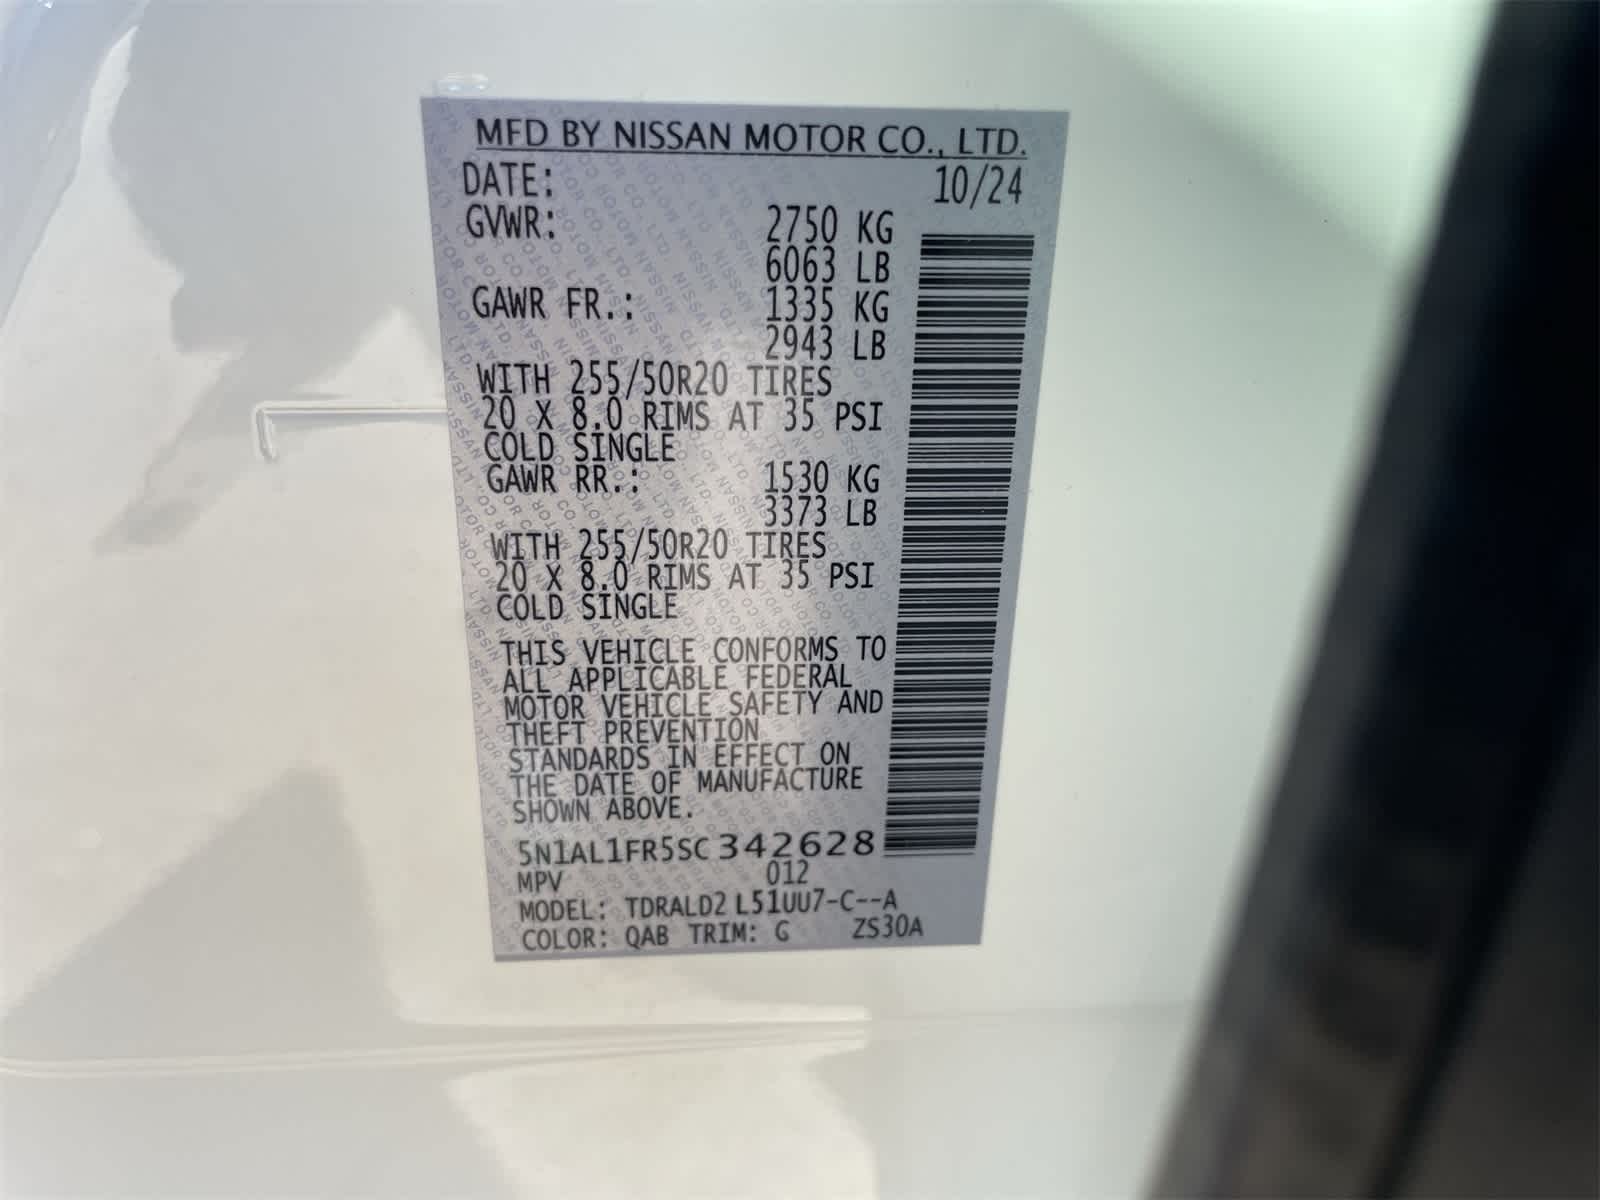 MFD BY NISSAN MOTOR CO., LTD.
DATE: 10/24
GVWR: 2750 KG
6063 LB
GAWR FR.: 1335 KG
2943 LB
WITH 255/50R20 TIRES
20 X 8.0 RIMS AT 35 PSI
COLD SINGLE
GAWR RR.: 1530 KG
3373 LB
WITH 255/50R20 TIRES
20 X 8.0 RIMS AT 35 PSI
COLD SINGLE
THIS VEHICLE CONFORMS TO
ALL APPLICABLE FEDERAL
MOTOR VEHICLE SAFETY AND
THEFT PREVENTION
STANDARDS IN EFFECT ON
THE DATE OF MANUFACTURE
SHOWN ABOVE.
5N1AL1FR5SC342628
MPV 012
MODEL: TDRALD2 L51UU7-C--A
COLOR: QAB TRIM: G ZS30A